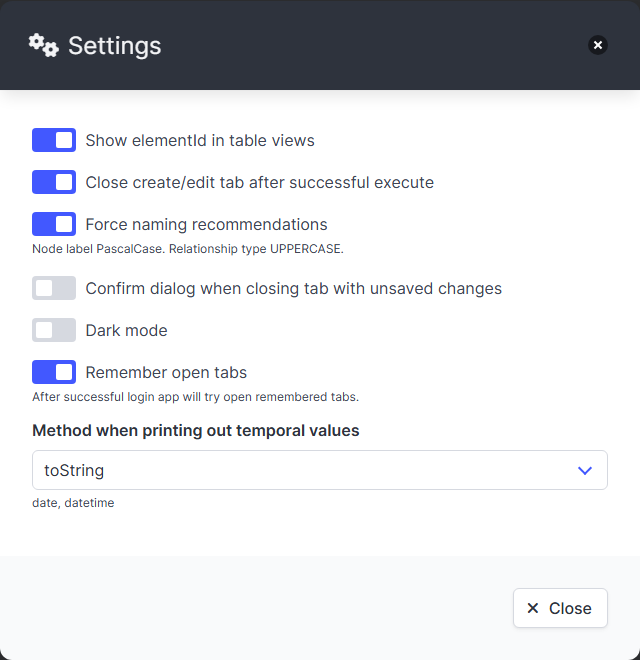 Settings
Show elementId in table views
Close create/edit tab after successful execute
Force naming recommendations
Node label PascalCase. Relationship type UPPERCASE.
Confirm dialog when closing tab with unsaved changes
Dark mode
Remember open tabs
After successful login app will try open remembered tabs.
Method when printing out temporal values
toString
date, datetime
Close